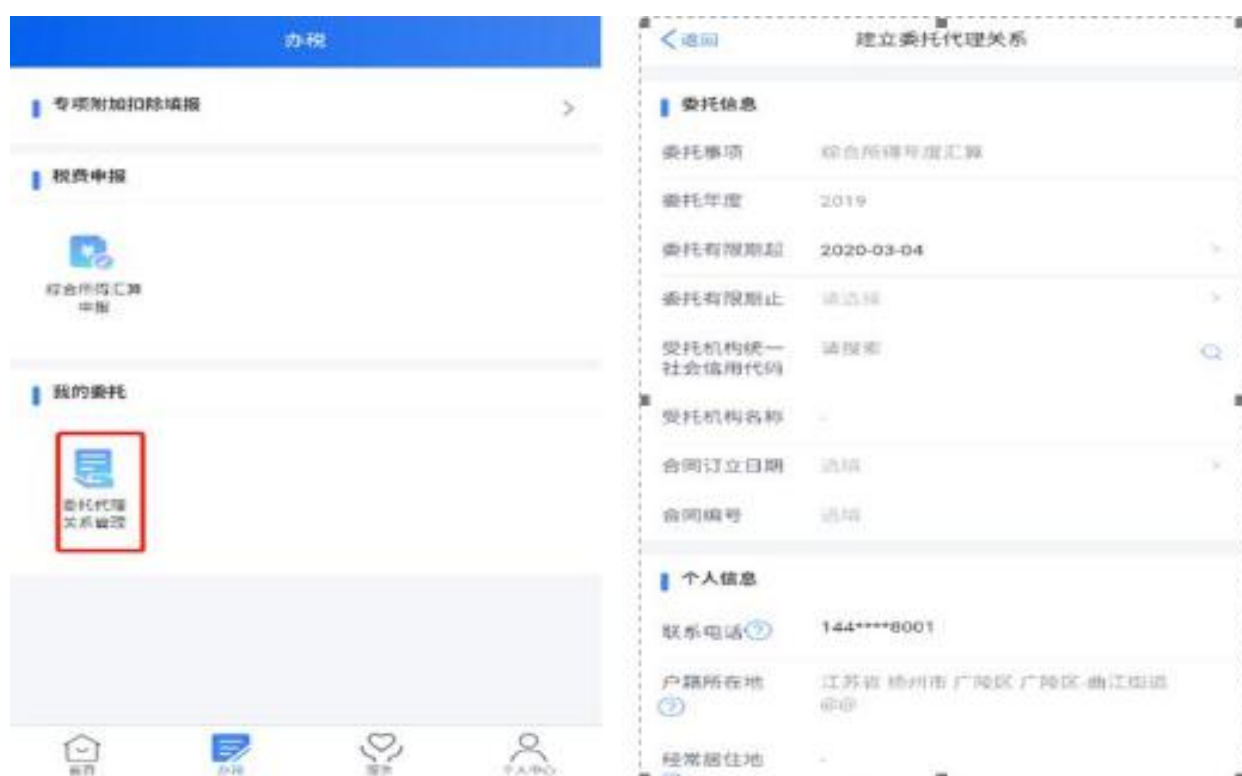 办税
专项附加扣除填报
税费申报
综合所得汇算
申报
我的委托
委托代理
关系管理
首页
办税
服务
个人中心
返回
建立委托代理关系
委托信息
委托事项 综合所得年度汇算
委托年度 2019
委托有限期起 2020-03-04
委托有限期止 请选择
受托机构统一 请搜索
社会信用代码
受托机构名称 -
合同订立日期 选填
合同编号 选填
个人信息
联系电话 144****8001
户籍所在地 江苏省 扬州市 广陵区 广陵区-曲江街道
@@
经常居住地 -